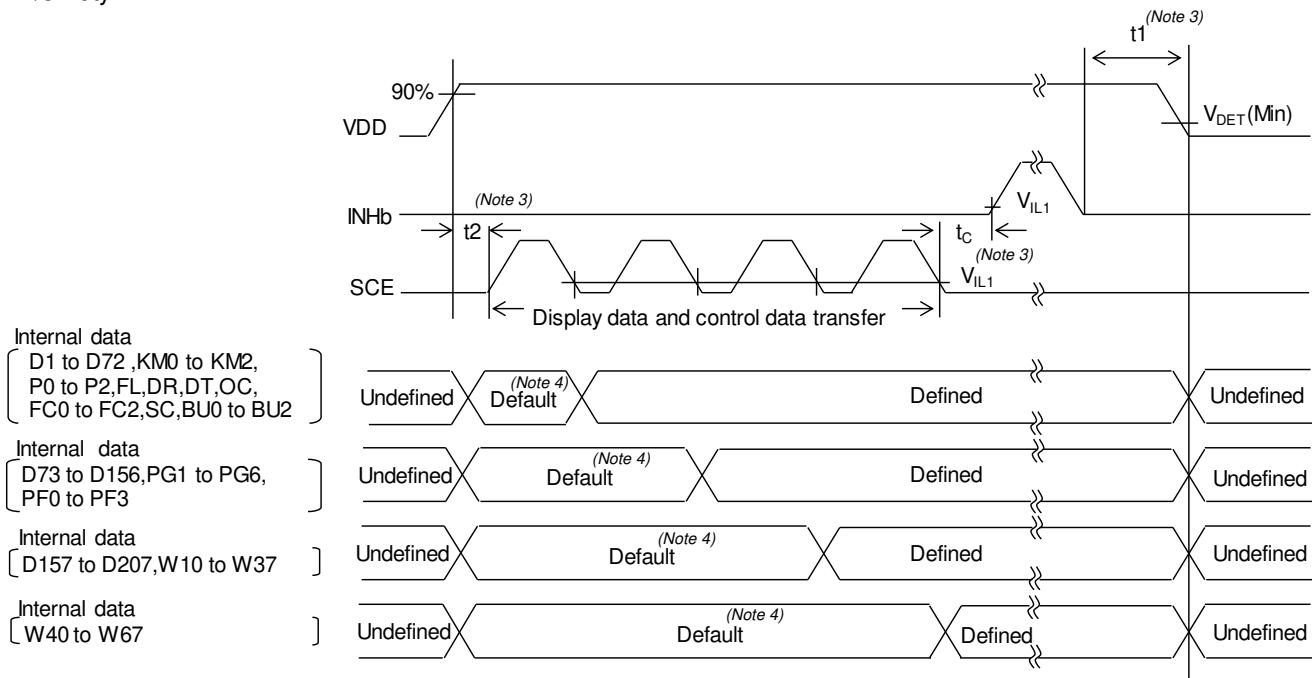 t1 (Note 3)
90%
VDD
VDET(Min)
(Note 3)
INHb
VIL1
t2
tC
(Note 3)
VIL1
SCE
Display data and control data transfer
Internal data
D1 to D72 ,KM0 to KM2,
P0 to P2,FL,DR,DT,OC,
FC0 to FC2,SC,BU0 to BU2
Undefined
(Note 4)
Default
Defined
Undefined
Internal data
D73 to D156,PG1 to PG6,
PF0 to PF3
Undefined
(Note 4)
Default
Defined
Undefined
Internal data
D157 to D207,W10 to W37
Undefined
(Note 4)
Default
Defined
Undefined
Internal data
W40 to W67
Undefined
(Note 4)
Default
Defined
Undefined